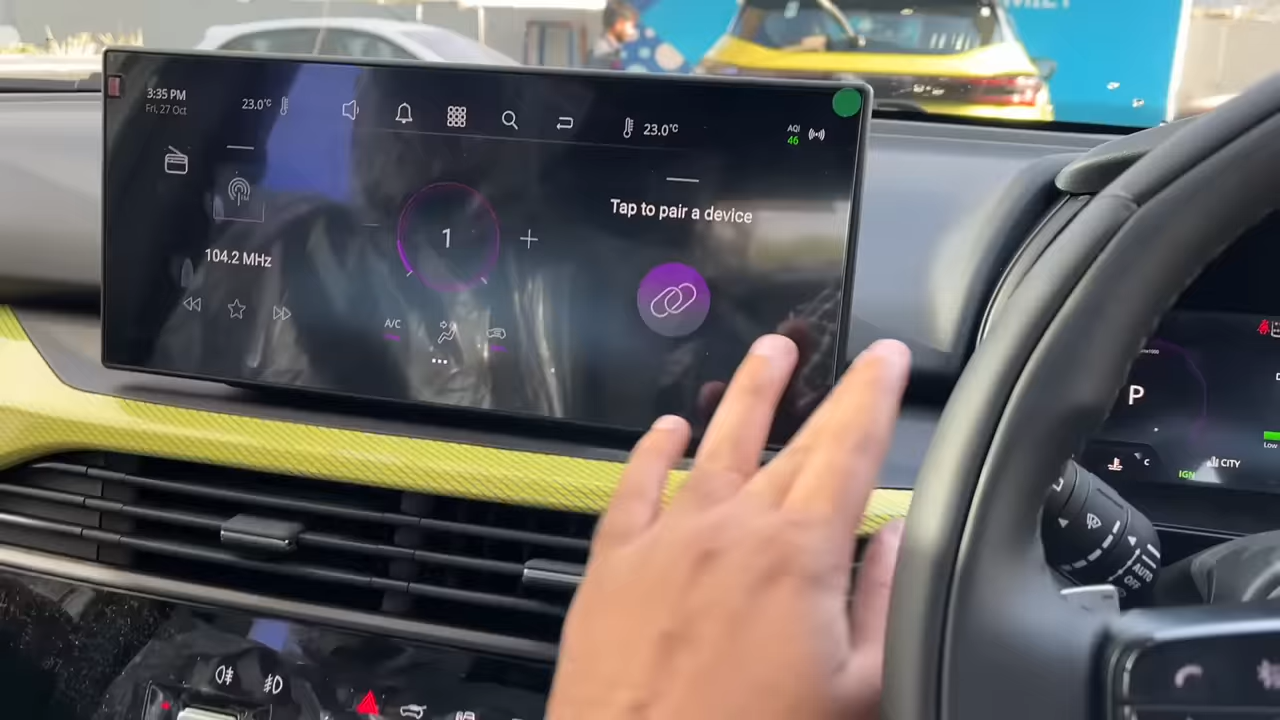 3:35 PM
Fri, 27 Oct
23.0°C
23.0°C
AQI
46
Tap to pair a device
1
104.2 MHz
A/C
P
C
IGN
CITY
Low
AUTO
OFF